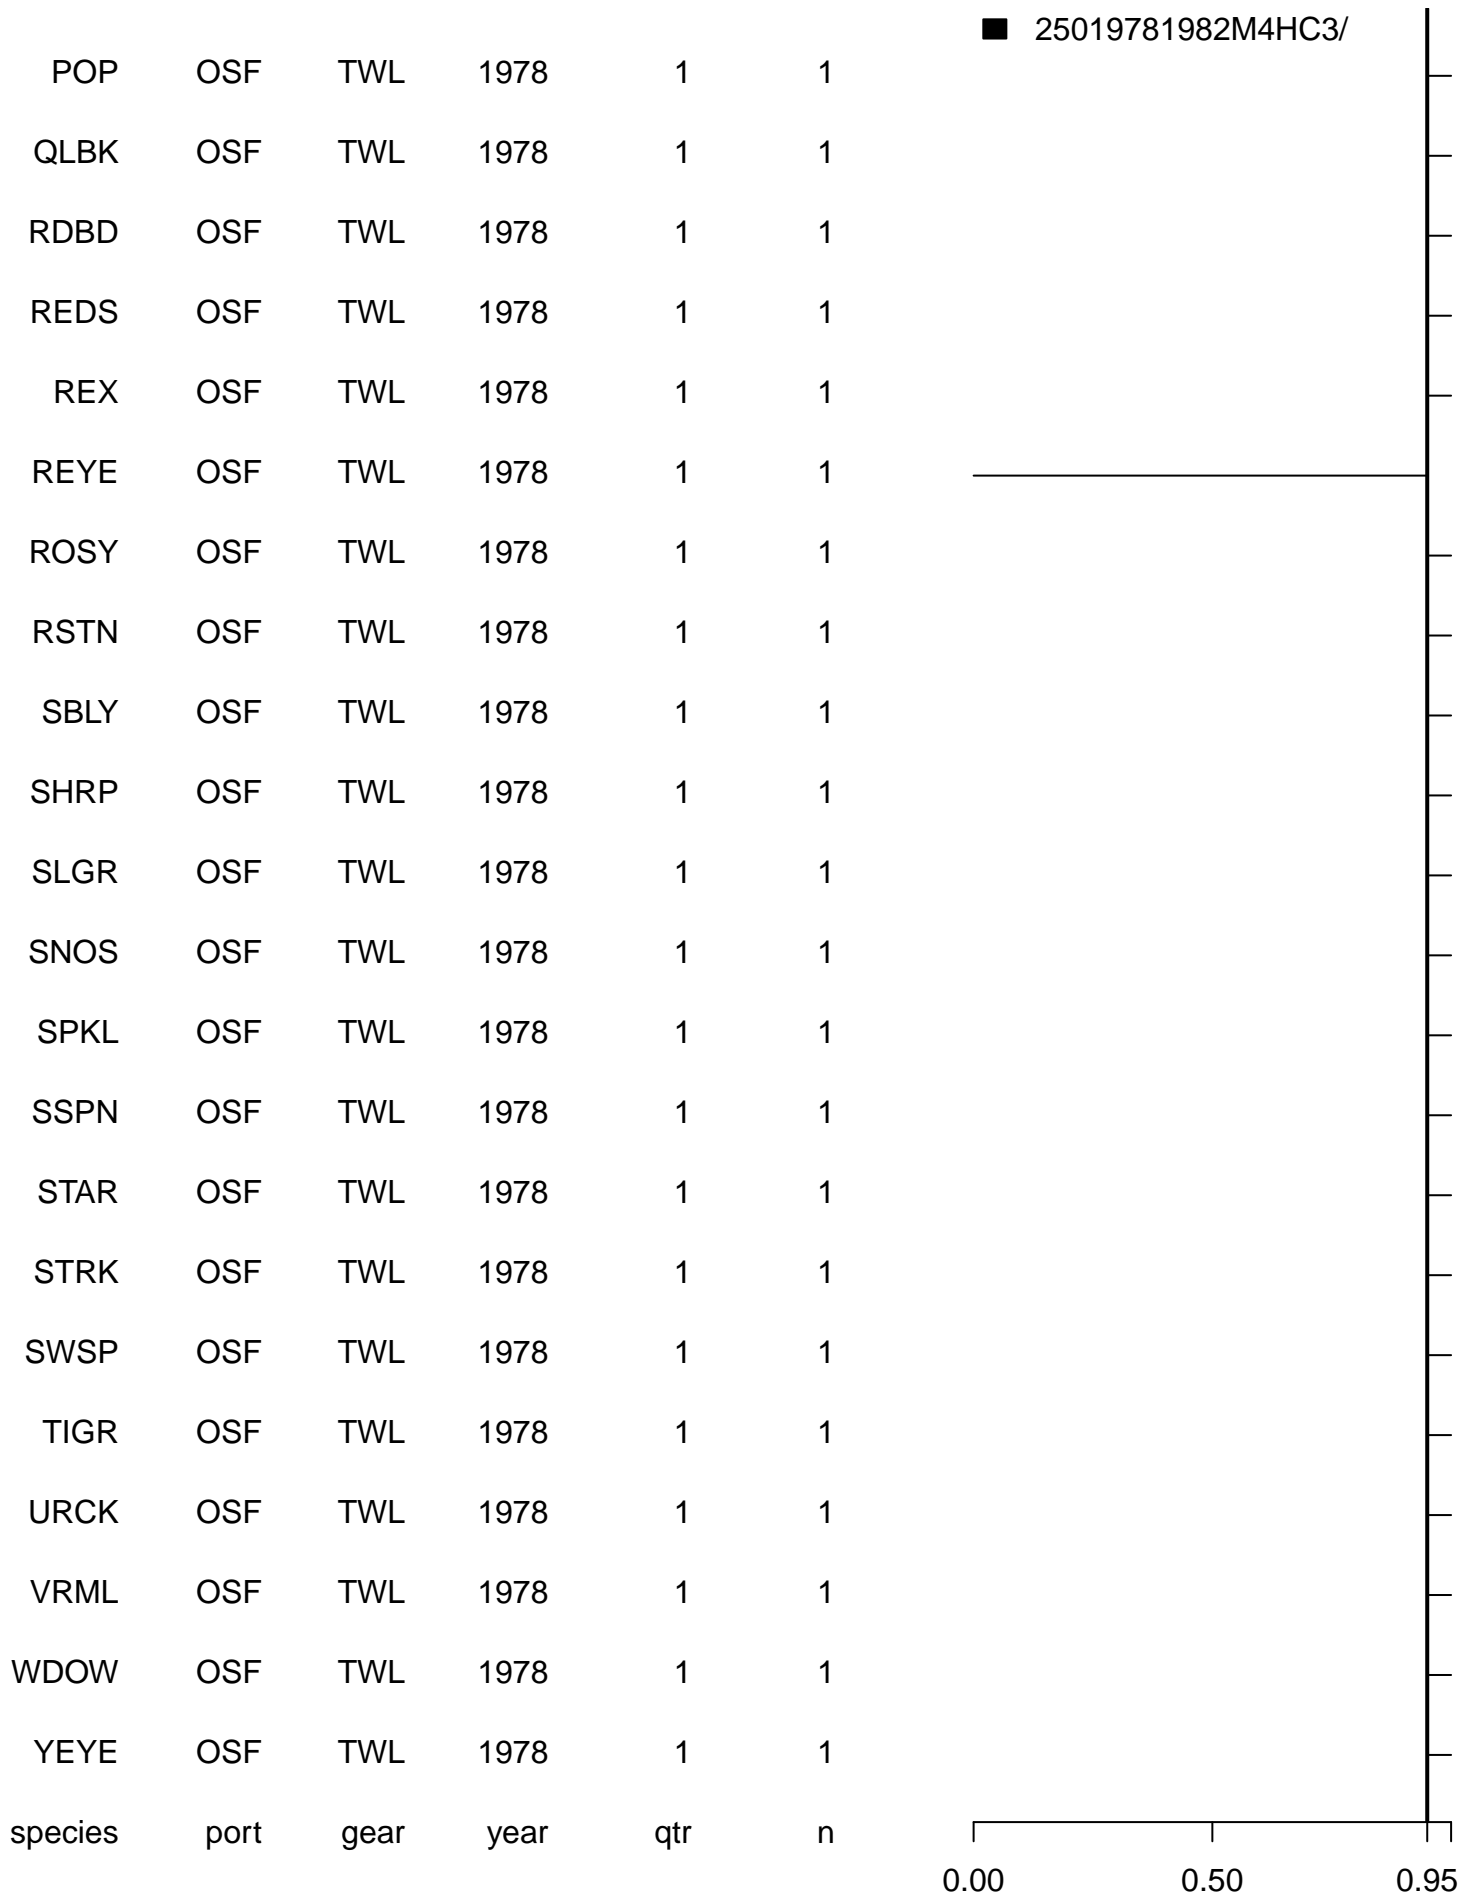 25019781982M4HC3/
POP OSF TWL 1978 1 1
QLBK OSF TWL 1978 1 1
RDBD OSF TWL 1978 1 1
REDS OSF TWL 1978 1 1
REX OSF TWL 1978 1 1
REYE OSF TWL 1978 1 1
ROSY OSF TWL 1978 1 1
RSTN OSF TWL 1978 1 1
SBLY OSF TWL 1978 1 1
SHRP OSF TWL 1978 1 1
SLGR OSF TWL 1978 1 1
SNOS OSF TWL 1978 1 1
SPKL OSF TWL 1978 1 1
SSPN OSF TWL 1978 1 1
STAR OSF TWL 1978 1 1
STRK OSF TWL 1978 1 1
SWSP OSF TWL 1978 1 1
TIGR OSF TWL 1978 1 1
URCK OSF TWL 1978 1 1
VRML OSF TWL 1978 1 1
WDOW OSF TWL 1978 1 1
YEYE OSF TWL 1978 1 1
species port gear year qtr n
0.00 0.50 0.95